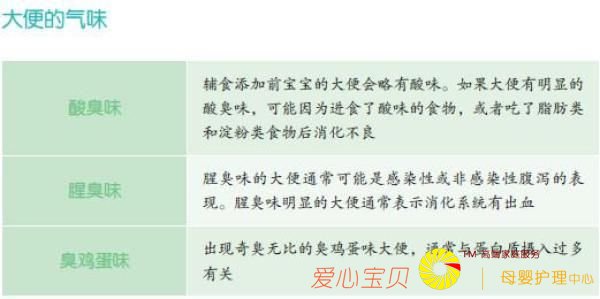 大便的气味
酸臭味
辅食添加前宝宝的大便会略有酸味。如果大便有明显的
酸臭味，可能因为进食了酸味的食物，或者吃了脂肪类
和淀粉类食物后消化不良
腥臭味
腥臭味的大便通常可能是感染性或非感染性腹泻的表
现。腥臭味明显的大便通常表示消化系统有出血
臭鸡蛋味
出现奇臭无比的臭鸡蛋味大便，通常与蛋白质摄入过多
有关
爱心宝贝
TM 高端家庭服务
母婴护理中心